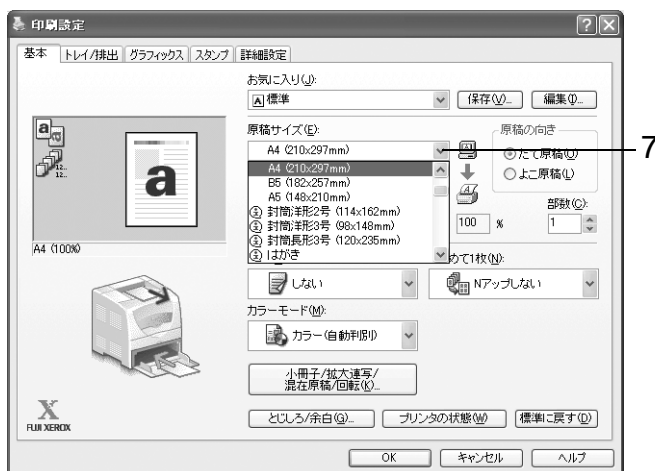 印刷設定
基本 トレイ/排出 グラフィックス スタンプ 詳細設定
お気に入り(J):
A 標準 保存(V)... 編集(I)...
原稿サイズ(E): 原稿の向き
A4 (210x297mm) たて原稿(U)
よこ原稿(L)
7
A4 (210x297mm)
B5 (182x257mm)
A5 (148x210mm)
封筒洋形2号 (114x162mm)
封筒洋形3号 (98x148mm)
封筒長形3号 (120x235mm)
はがき
部数(C):
100 % 1
a
a
12..
12..
a
A4 (100%)
めて1枚(N):
しない Nアップしない
カラーモード(M):
カラー(自動判別)
小冊子/拡大連写/
混在原稿/回転(K)...
X
FUJI XEROX
とじしろ/余白(G)... プリンタの状態(W) 標準に戻す(D)
OK キャンセル ヘルプ